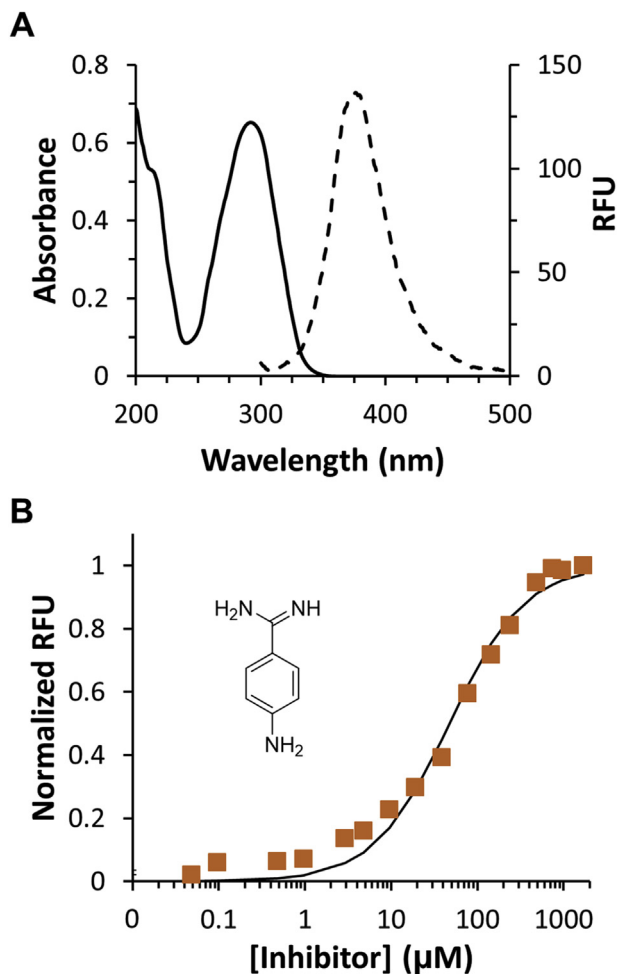 A
0.8
0.6
0.4
0.2
0
Absorbance
150
100
50
0
RFU
200
300
400
500
Wavelength (nm)
B
1
0.8
0.6
0.4
0.2
0
Normalized RFU
H₂N
NH
NH₂
0
0.1
1
10
100
1000
[Inhibitor] (µM)